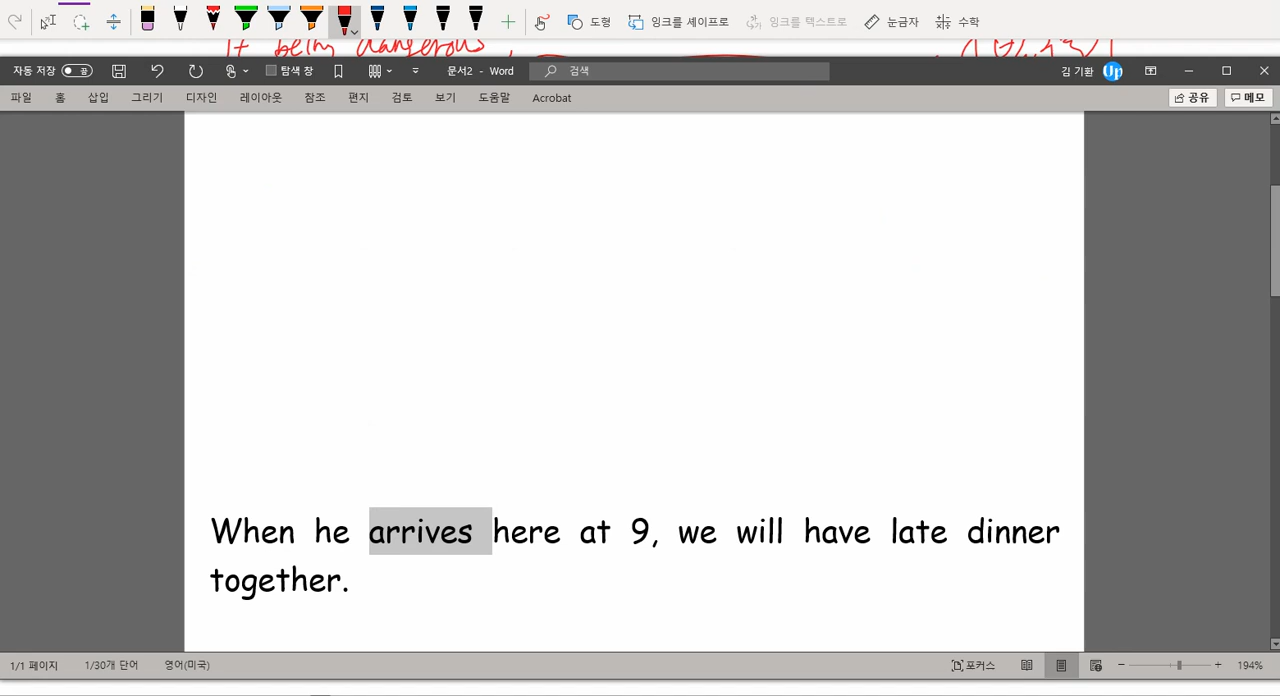 도형
잉크를 셰이프로
잉크를 텍스트로
눈금자
수학
It being dangerous,
자동 저장
끔
탐색 창
문서2 - Word
검색
김 기환
Up
파일 홈 삽입 그리기 디자인 레이아웃 참조 편지 검토 보기 도움말 Acrobat
공유
메모
When he arrives here at 9, we will have late dinner
together.
1/1 페이지
1/30개 단어
영어(미국)
포커스
194%